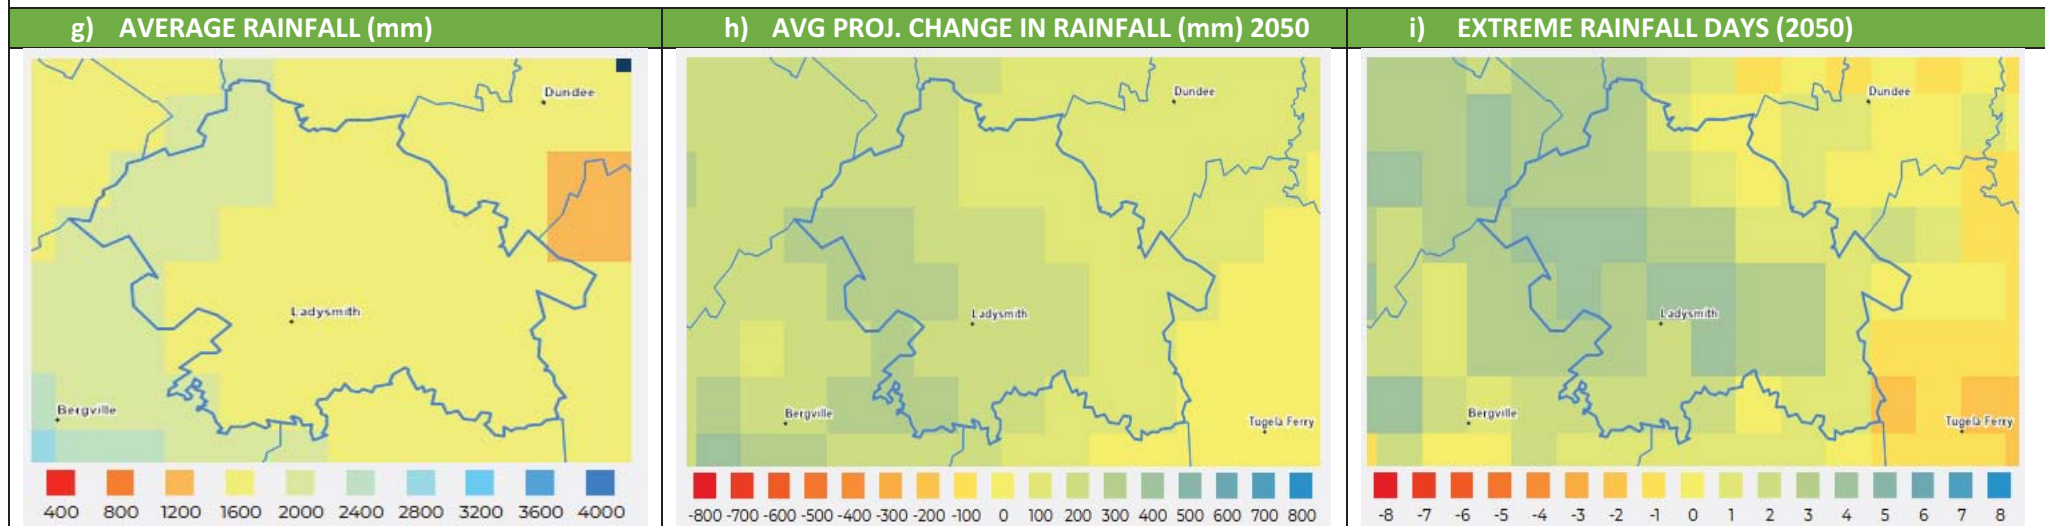 g) AVERAGE RAINFALL (mm)
h) AVG PROJ. CHANGE IN RAINFALL (mm) 2050
i) EXTREME RAINFALL DAYS (2050)
Dundee
Ladysmith
Bergville
400 800 1200 1600 2000 2400 2800 3200 3600 4000
Dundee
Ladysmith
Bergville
Tugela Ferry
-800 -700 -600 -500 -400 -300 -200 -100 0 100 200 300 400 500 600 700 800
Dundee
Ladysmith
Bergville
Tugela Ferry
-8 -7 -6 -5 -4 -3 -2 -1 0 1 2 3 4 5 6 7 8